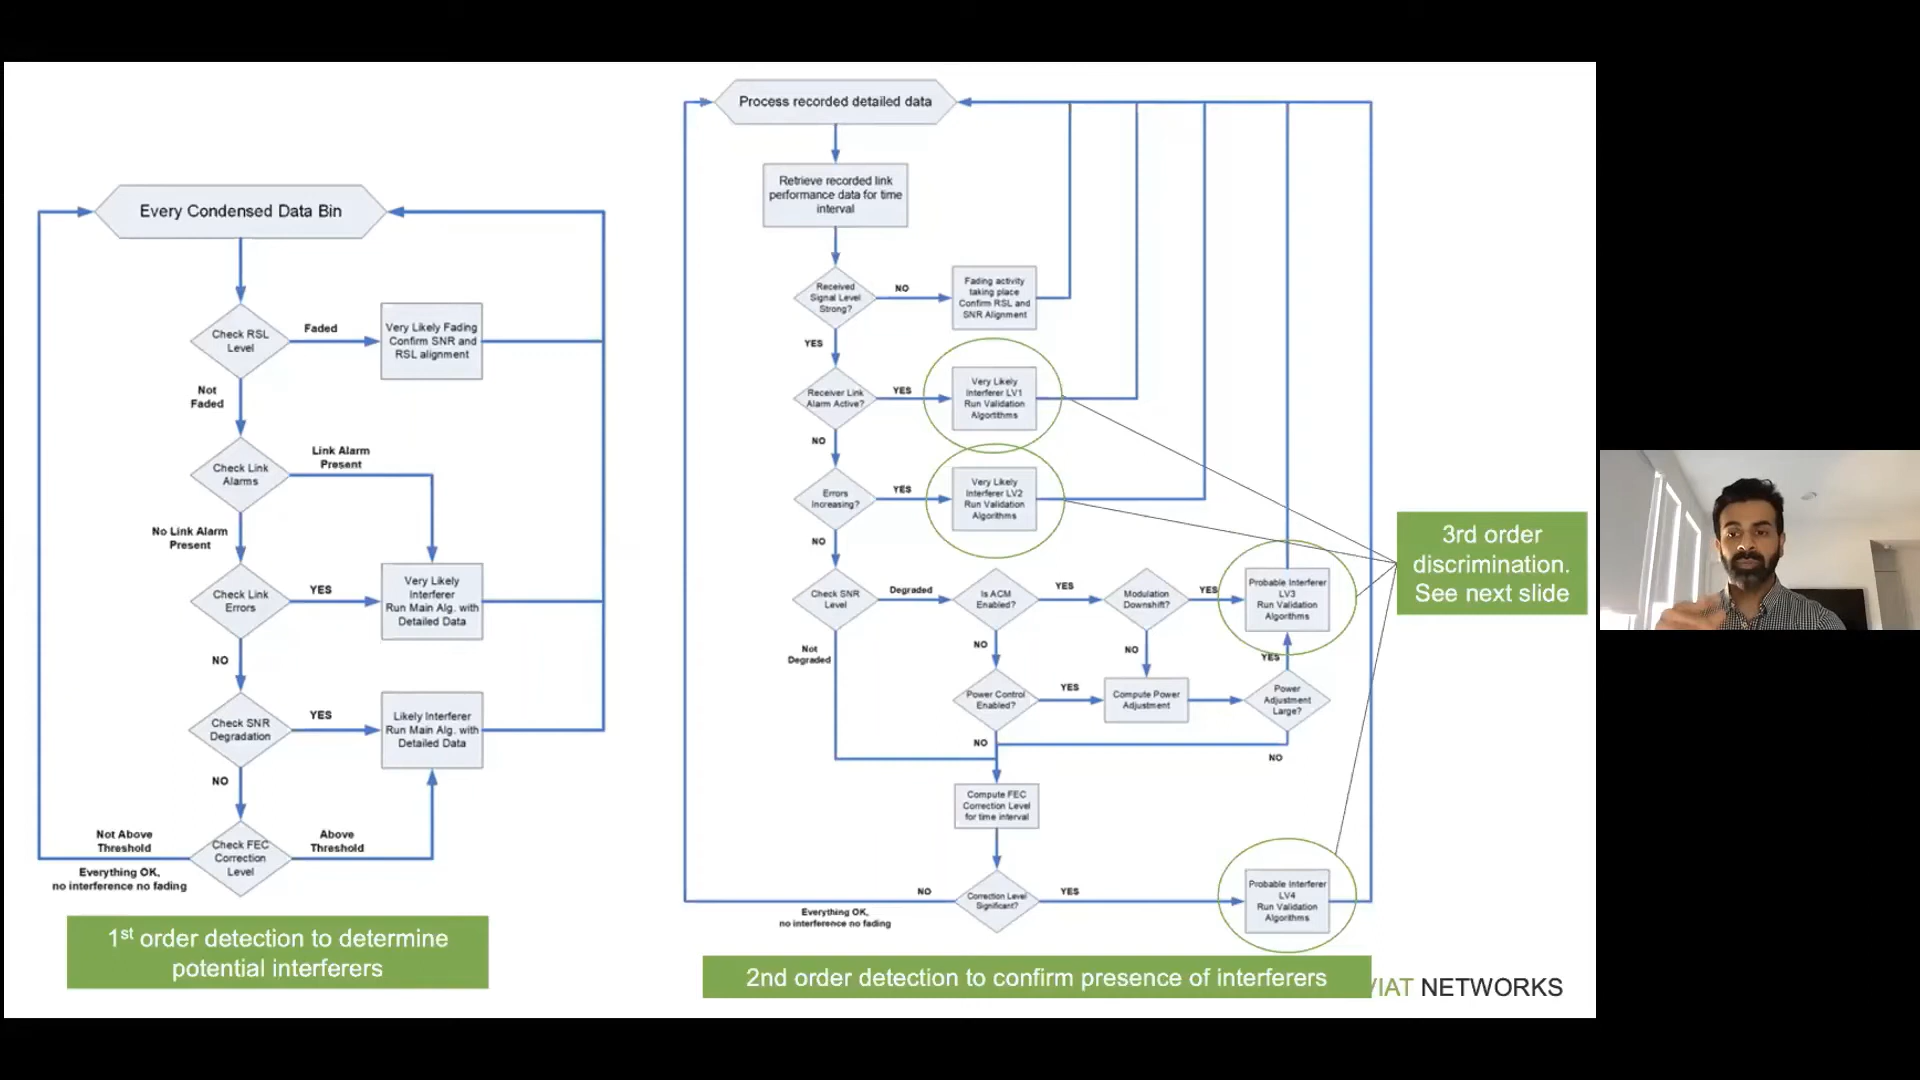 Every Condensed Data Bin
Check RSL
Level
Faded
Very Likely Fading
Confirm SNR and
RSL alignment
Not
Faded
Check Link
Alarms
Link Alarm
Present
No Link Alarm
Present
Check Link
Errors
YES
Very Likely
Interferer
Run Main Alg. with
Detailed Data
NO
Check SNR
Degradation
YES
Likely Interferer
Run Main Alg. with
Detailed Data
NO
Check FEC
Correction
Level
Not Above
Threshold
Above
Threshold
Everything OK,
no interference no fading
1st order detection to determine
potential interferers
Process recorded detailed data
Retrieve recorded link
performance data for time
interval
Received
Signal Level
Strong?
NO
Fading activity
taking place
Confirm RSL and
SNR Alignment
YES
Receiver Link
Alarm Active?
YES
Very Likely
Interferer LV1
Run Validation
Algortithms
NO
Errors
Increasing?
YES
Very Likely
Interferer LV2
Run Validation
Algorithms
NO
Check SNR
Level
Degraded
Is ACM
Enabled?
YES
Modulation
Downshift?
YES
Probable Interferer
LV3
Run Validation
Algorithms
Not
Degraded
NO
NO
YES
Power Control
Enabled?
YES
Compute Power
Adjustment
Power
Adjustment
Large?
NO
NO
Compute FEC
Correction Level
for time interval
Correction Level
Significant?
NO
YES
Everything OK,
no interference no fading
Probable Interferer
LV4
Run Validation
Algorithms
3rd order
discrimination.
See next slide
2nd order detection to confirm presence of interferers
VIAT NETWORKS